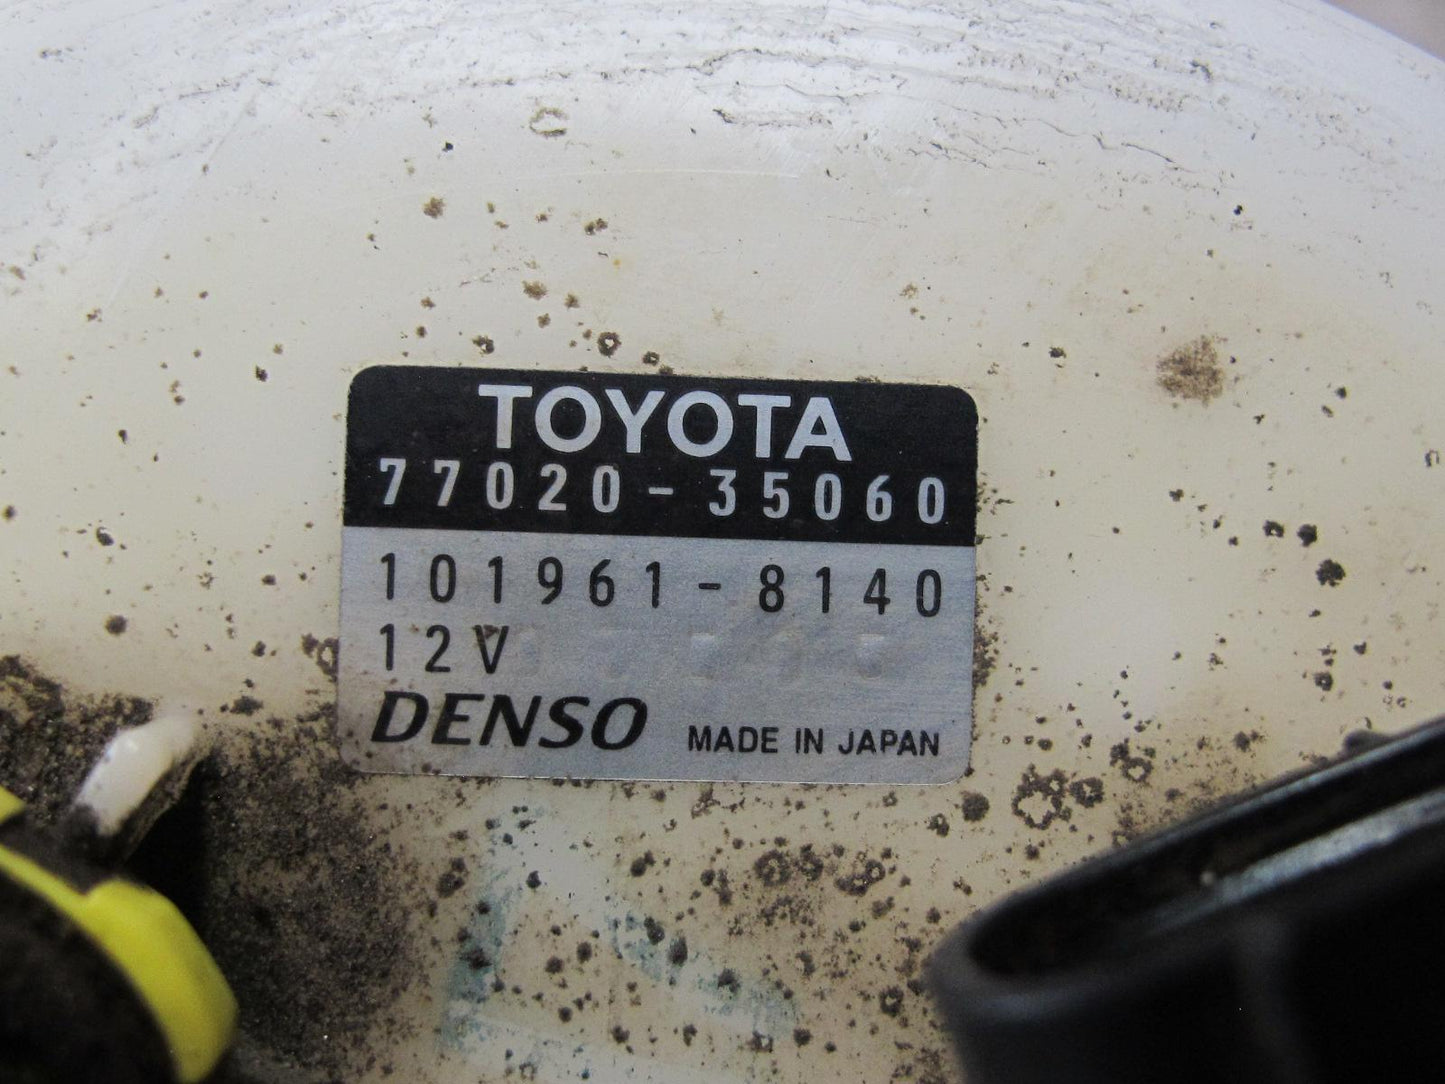 TOYOTA
77020-35060
101961-8140
12V
DENSO MADE IN JAPAN